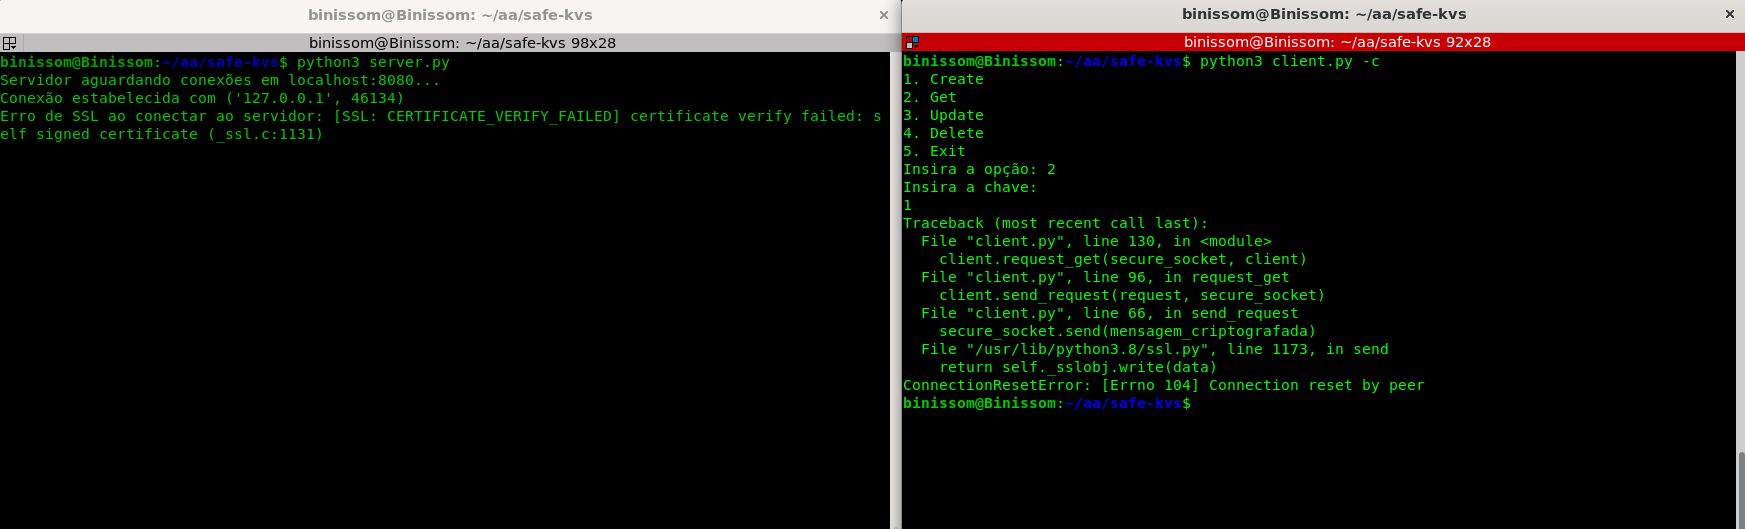 binissom@Binissom: ~/aa/safe-kvs
binissom@Binissom: ~/aa/safe-kvs 98x28
binissom@Binissom:~/aa/safe-kvs$ python3 server.py
Servidor aguardando conexões em localhost:8080...
Conexão estabelecida com ('127.0.0.1', 46134)
Erro de SSL ao conectar ao servidor: [SSL: CERTIFICATE_VERIFY_FAILED] certificate verify failed: s
elf signed certificate (_ssl.c:1131)
binissom@Binissom: ~/aa/safe-kvs
binissom@Binissom: ~/aa/safe-kvs 92x28
binissom@Binissom:~/aa/safe-kvs$ python3 client.py -c
1. Create
2. Get
3. Update
4. Delete
5. Exit
Insira a opção: 2
Insira a chave:
1
Traceback (most recent call last):
  File "client.py", line 130, in <module>
    client.request_get(secure_socket, client)
  File "client.py", line 96, in request_get
    client.send_request(request, secure_socket)
  File "client.py", line 66, in send_request
    secure_socket.send(mensagem_criptografada)
  File "/usr/lib/python3.8/ssl.py", line 1173, in send
    return self._sslobj.write(data)
ConnectionResetError: [Errno 104] Connection reset by peer
binissom@Binissom:~/aa/safe-kvs$